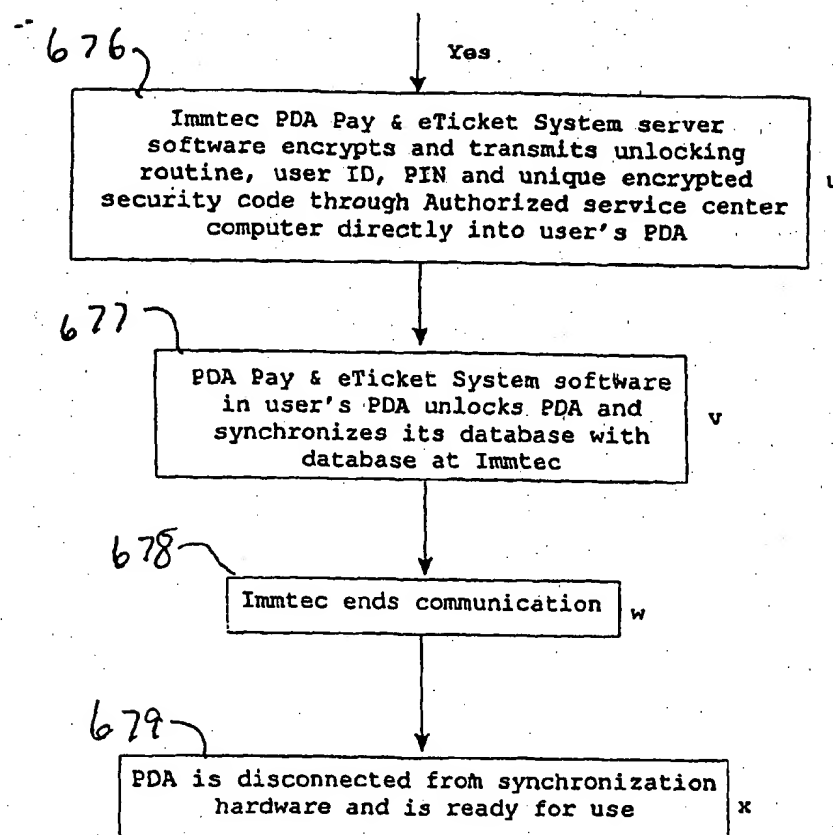 676
Yes
Immtec PDA Pay & eTicket System server
software encrypts and transmits unlocking
routine, user ID, PIN and unique encrypted
security code through Authorized service center
computer directly into user's PDA
677
PDA Pay & eTicket System software
in user's PDA unlocks PDA and
synchronizes its database with
database at Immtec
v
678
Immtec ends communication
w
679
PDA is disconnected from synchronization
hardware and is ready for use
x